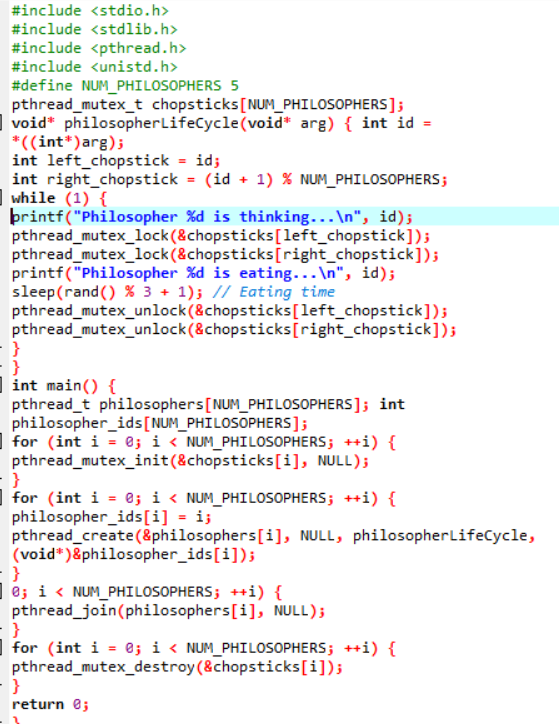 #include <stdio.h>
#include <stdlib.h>
#include <pthread.h>
#include <unistd.h>
#define NUM_PHILOSOPHERS 5
pthread_mutex_t chopsticks[NUM_PHILOSOPHERS];
void* philosopherLifeCycle(void* arg) { int id =
*((int*)arg);
int left_chopstick = id;
int right_chopstick = (id + 1) % NUM_PHILOSOPHERS;
while (1) {
printf("Philosopher %d is thinking...\n", id);
pthread_mutex_lock(&chopsticks[left_chopstick]);
pthread_mutex_lock(&chopsticks[right_chopstick]);
printf("Philosopher %d is eating...\n", id);
sleep(rand() % 3 + 1); // Eating time
pthread_mutex_unlock(&chopsticks[left_chopstick]);
pthread_mutex_unlock(&chopsticks[right_chopstick]);
}
}
int main() {
pthread_t philosophers[NUM_PHILOSOPHERS]; int
philosopher_ids[NUM_PHILOSOPHERS];
for (int i = 0; i < NUM_PHILOSOPHERS; ++i) {
pthread_mutex_init(&chopsticks[i], NULL);
}
for (int i = 0; i < NUM_PHILOSOPHERS; ++i) {
philosopher_ids[i] = i;
pthread_create(&philosophers[i], NULL, philosopherLifeCycle,
(void*)&philosopher_ids[i]);
}
0; i < NUM_PHILOSOPHERS; ++i) {
pthread_join(philosophers[i], NULL);
}
for (int i = 0; i < NUM_PHILOSOPHERS; ++i) {
pthread_mutex_destroy(&chopsticks[i]);
}
return 0;
}